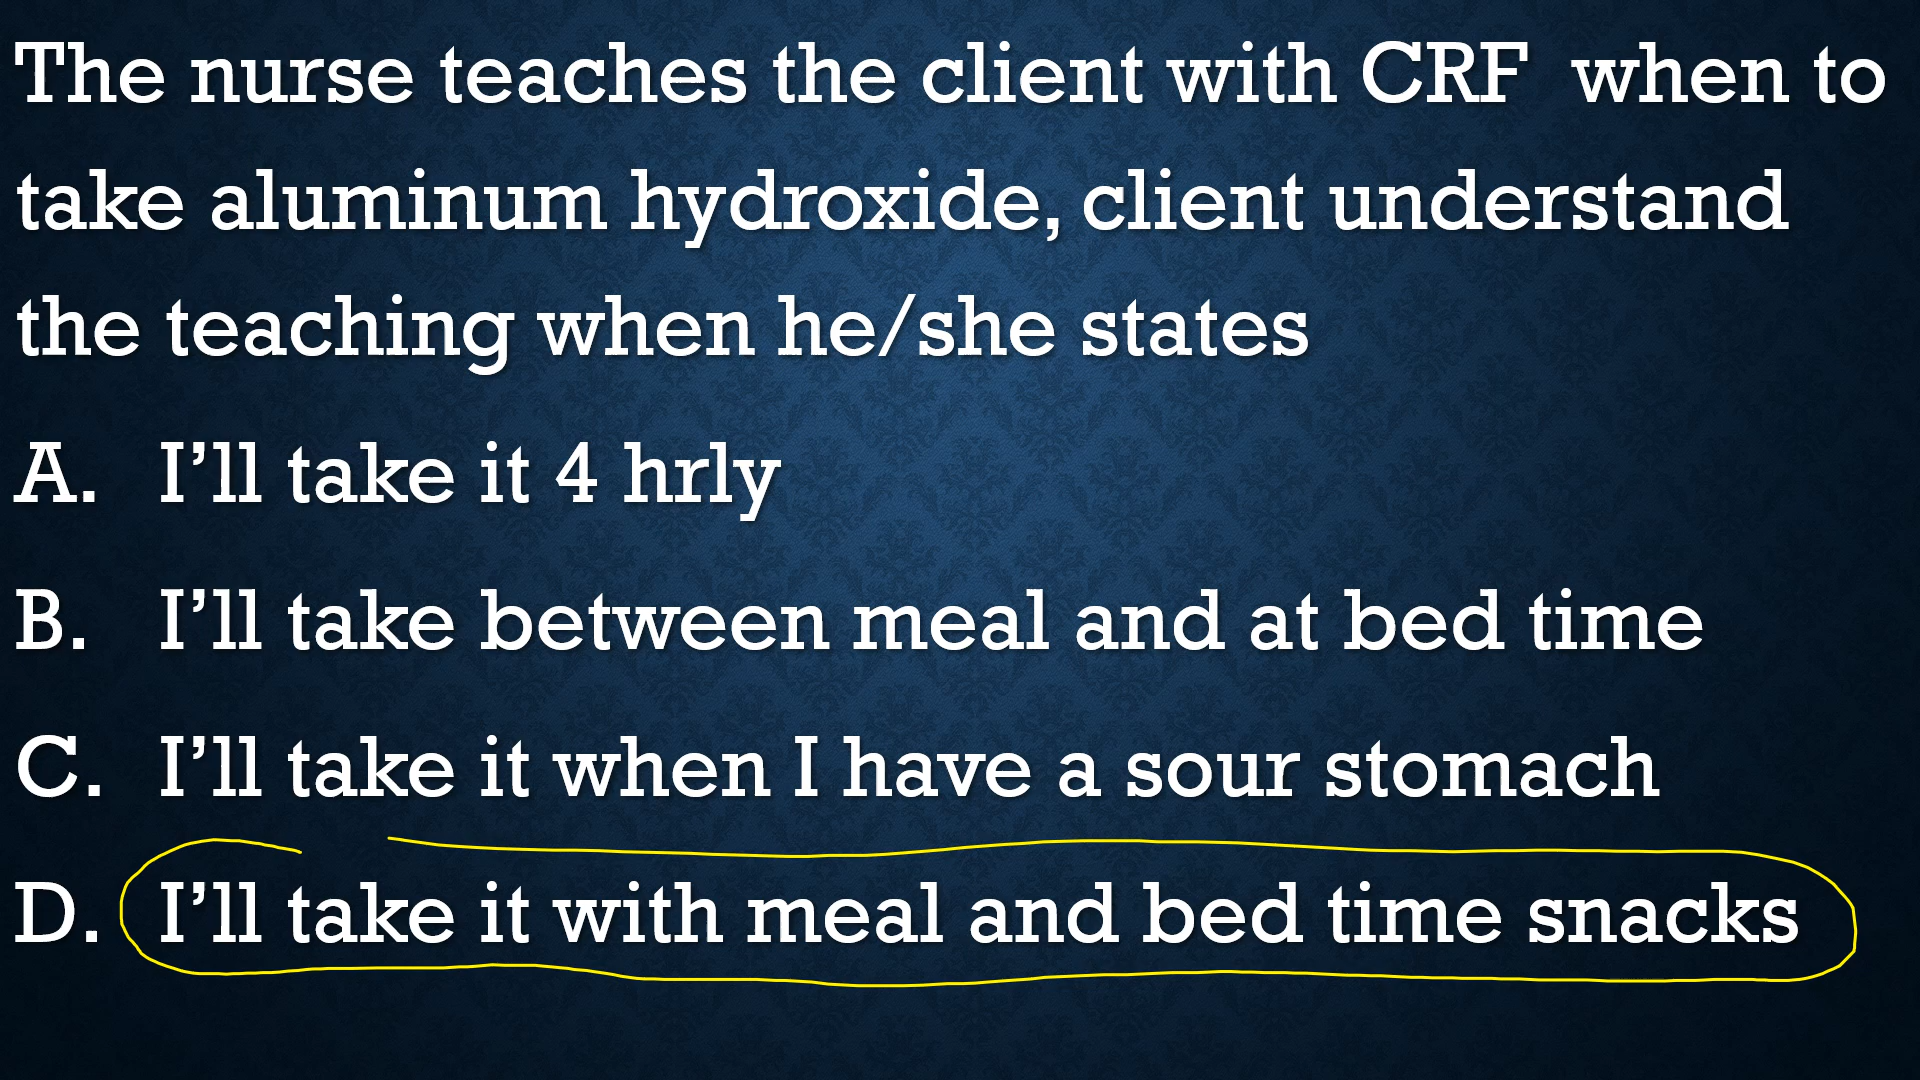 The nurse teaches the client with CRF  when to
take aluminum hydroxide, client understand
the teaching when he/she states
A. I’ll take it 4 hrly
B. I’ll take between meal and at bed time
C. I’ll take it when I have a sour stomach
D. I’ll take it with meal and bed time snacks